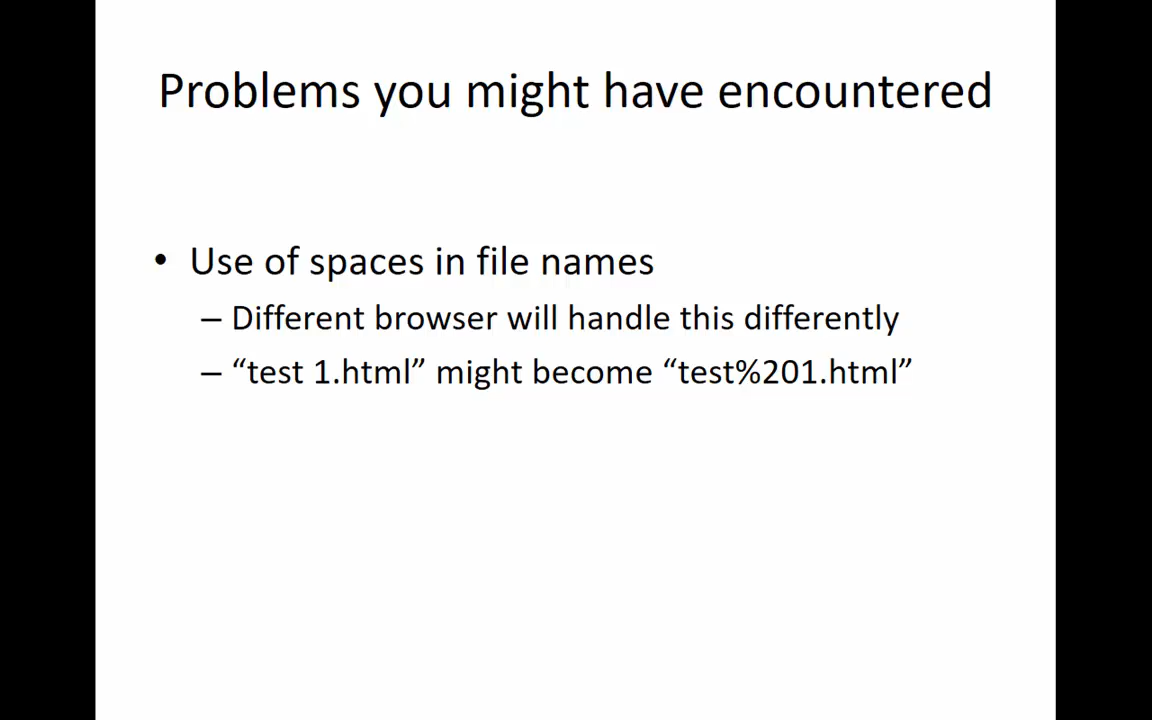 Problems you might have encountered
• Use of spaces in file names
– Different browser will handle this differently
– “test 1.html” might become “test%201.html”